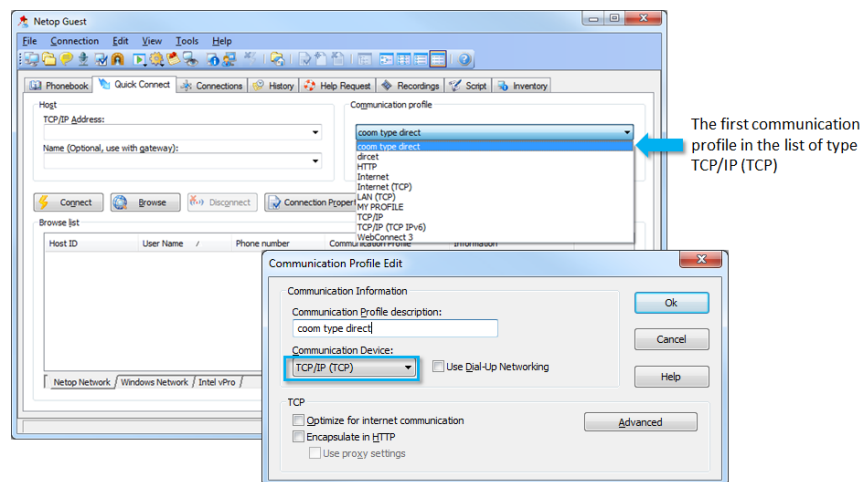 Netop Guest
File Connection Edit View Tools Help
Phonebook Quick Connect Connections History Help Request Recordings Script Inventory
Host
TCP/IP Address:
Name (Optional, use with gateway):
Communication profile
coom type direct
coom type direct
dircet
HTTP
Internet
Internet (TCP)
LAN (TCP)
MY PROFILE
TCP/IP
TCP/IP (TCP IPv6)
WebConnect 3
The first communication
profile in the list of type
TCP/IP (TCP)
Connect Browse Disconnect Connection Propert
Browse list
Host ID User Name / Phone number Communication Profile Information
Netop Network / Windows Network / Intel vPro /
Communication Profile Edit
Communication Information
Communication Profile description:
coom type direct
Communication Device:
TCP/IP (TCP)
Use Dial-Up Networking
Ok
Cancel
Help
TCP
Optimize for internet communication
Encapsulate in HTTP
Use proxy settings
Advanced